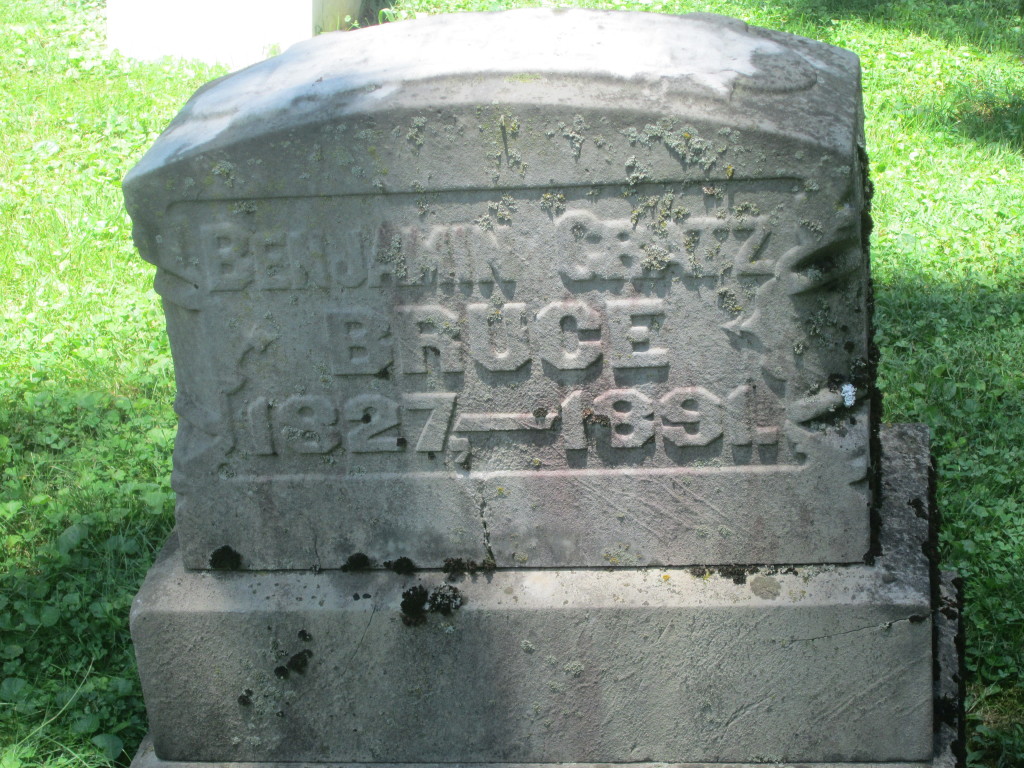 BENJAMIN GRATZ
BRUCE
1827,—1891.